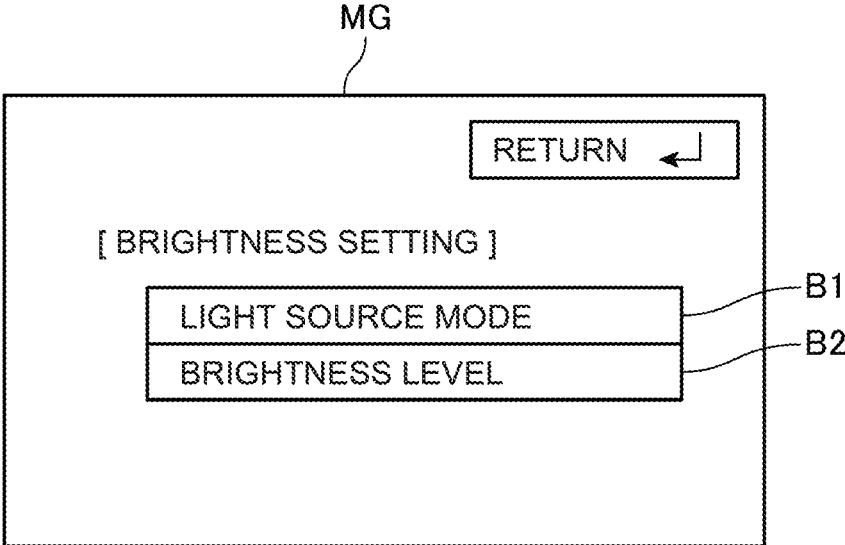 MG
RETURN
[ BRIGHTNESS SETTING ]
LIGHT SOURCE MODE
B1
BRIGHTNESS LEVEL
B2